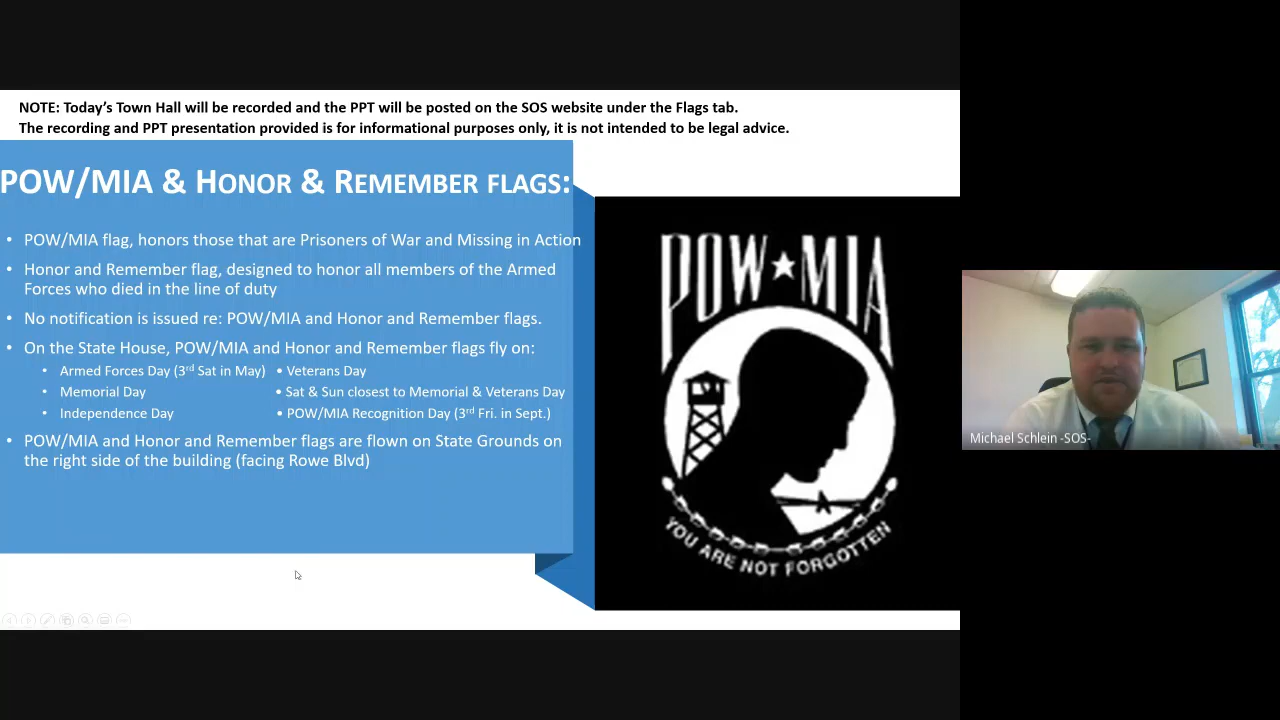 NOTE: Today's Town Hall will be recorded and the PPT will be posted on the SOS website under the Flags tab.
The recording and PPT presentation provided is for informational purposes only, it is not intended to be legal advice.
POW/MIA & HONOR & REMEMBER FLAGS:
• POW/MIA flag, honors those that are Prisoners of War and Missing in Action
• Honor and Remember flag, designed to honor all members of the Armed
Forces who died in the line of duty
• No notification is issued re: POW/MIA and Honor and Remember flags.
• On the State House, POW/MIA and Honor and Remember flags fly on:
• Armed Forces Day (3rd Sat in May) • Veterans Day
• Memorial Day • Sat & Sun closest to Memorial & Veterans Day
• Independence Day • POW/MIA Recognition Day (3rd Fri. in Sept.)
• POW/MIA and Honor and Remember flags are flown on State Grounds on
the right side of the building (facing Rowe Blvd)
POW★MIA
YOU ARE NOT FORGOTTEN
Michael Schlein -SOS-